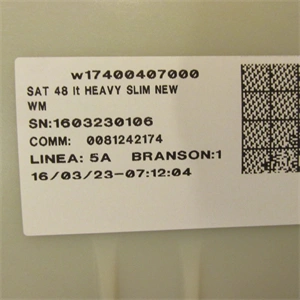 w17400407000
SAT 48 lt HEAVY SLIM NEW
WM
SN:1603230106
COMM: 0081242174
LINEA: 5A BRANSON:1
16/03/23-07:12:04